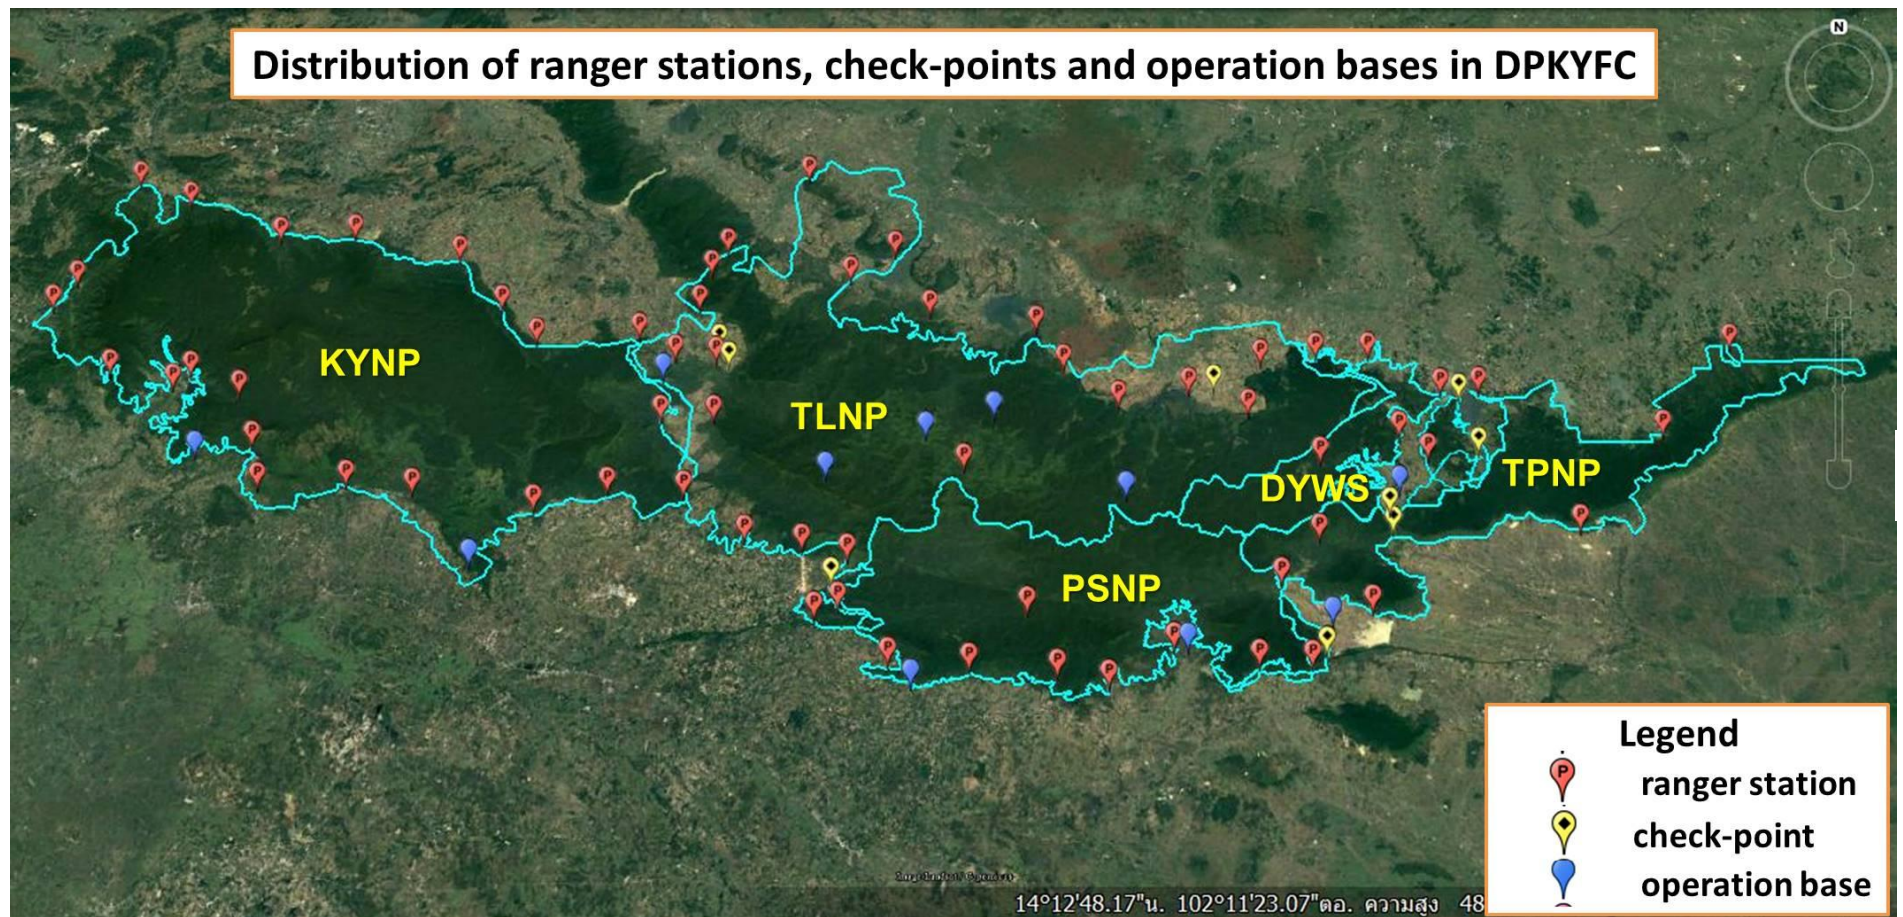 Distribution of ranger stations, check-points and operation bases in DPKYFC
N
KYNP
TLNP
DYWS
TPNP
PSNP
Legend
ranger station
check-point
operation base
14°12'48.17"น. 102°11'23.07"ตอ. ความสูง 48